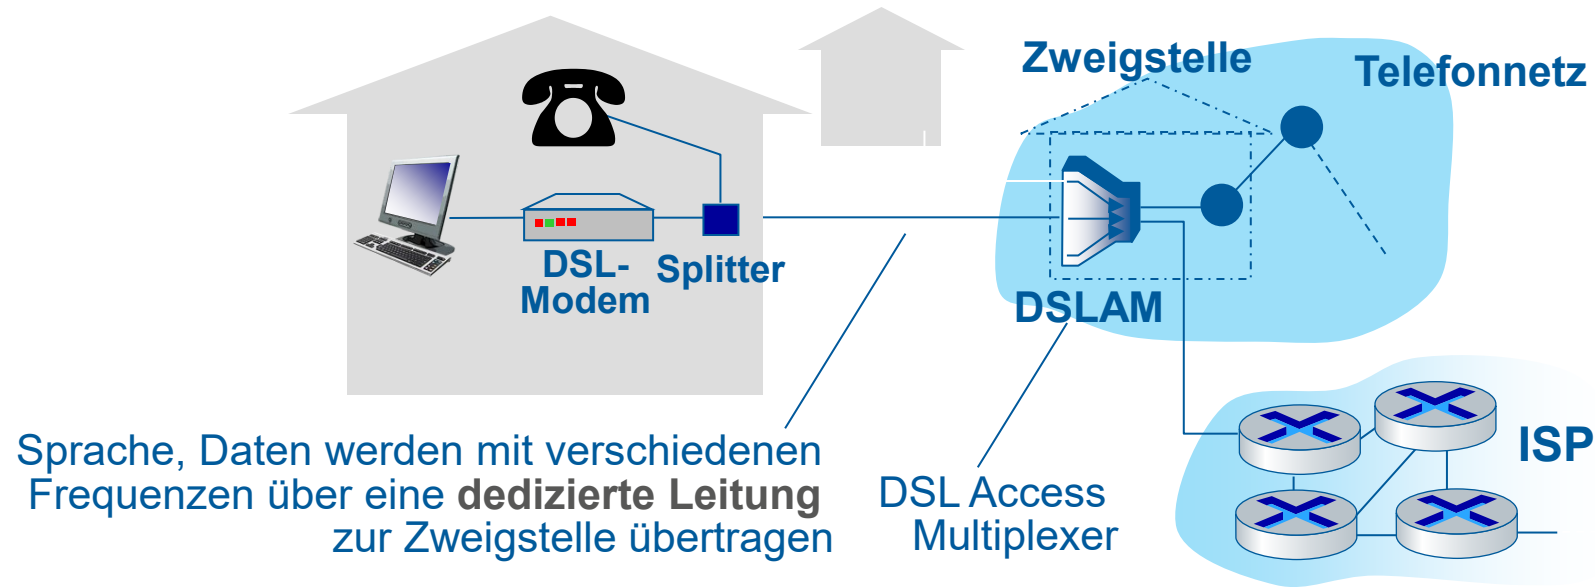 Zweigstelle
Telefonnetz
DSL-
Modem
Splitter
DSLAM
ISP
Sprache, Daten werden mit verschiedenen
Frequenzen über eine dedizierte Leitung
zur Zweigstelle übertragen
DSL Access
Multiplexer